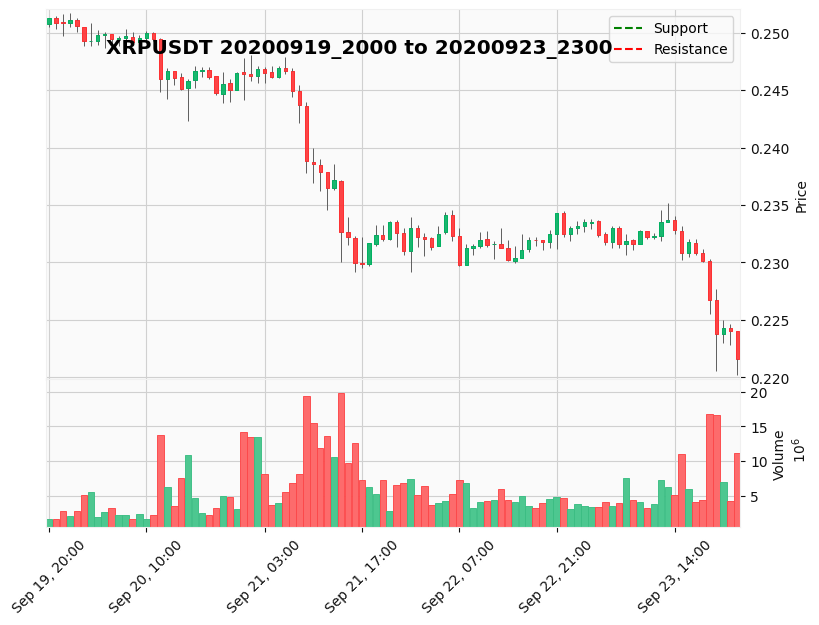 XRPUSDT 20200919_2000 to 20200923_2300
Support
Resistance
0.250
0.245
0.240
0.235
0.230
0.225
0.220
Price
20
15
10
5
Volume
10^6
Sep 19, 20:00
Sep 20, 10:00
Sep 21, 03:00
Sep 21, 17:00
Sep 22, 07:00
Sep 22, 21:00
Sep 23, 14:00